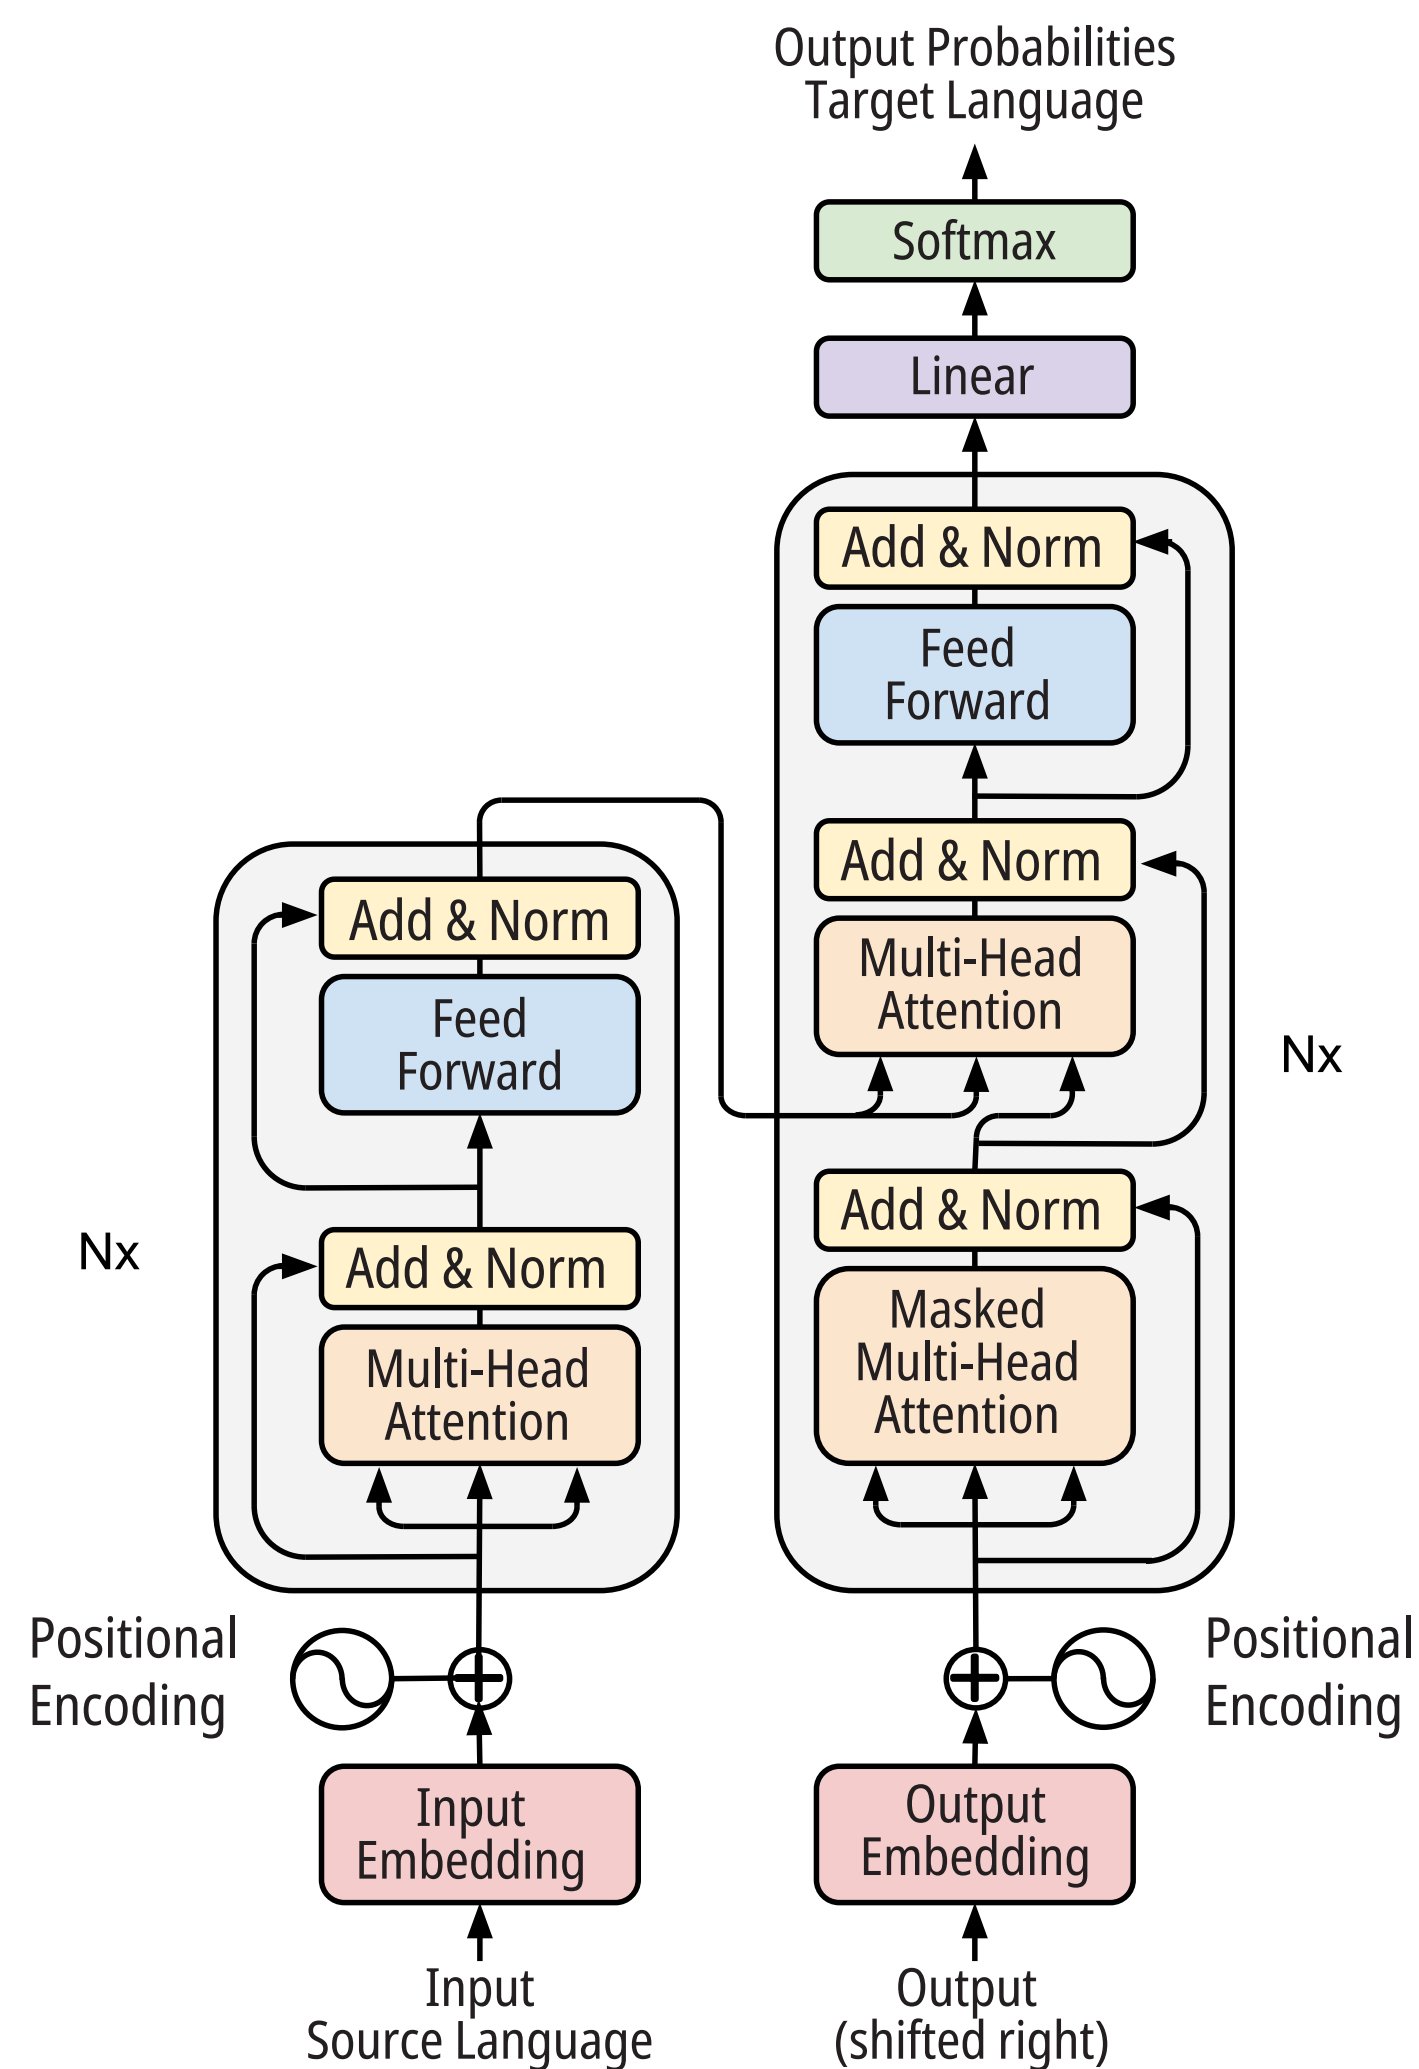 Output Probabilities
Target Language
Softmax
Linear
Add & Norm
Feed
Forward
Add & Norm
Multi-Head
Attention
Nx
Add & Norm
Masked
Multi-Head
Attention
Add & Norm
Feed
Forward
Nx
Add & Norm
Multi-Head
Attention
Positional
Encoding
Positional
Encoding
Input
Embedding
Output
Embedding
Input
Source Language
Output
(shifted right)